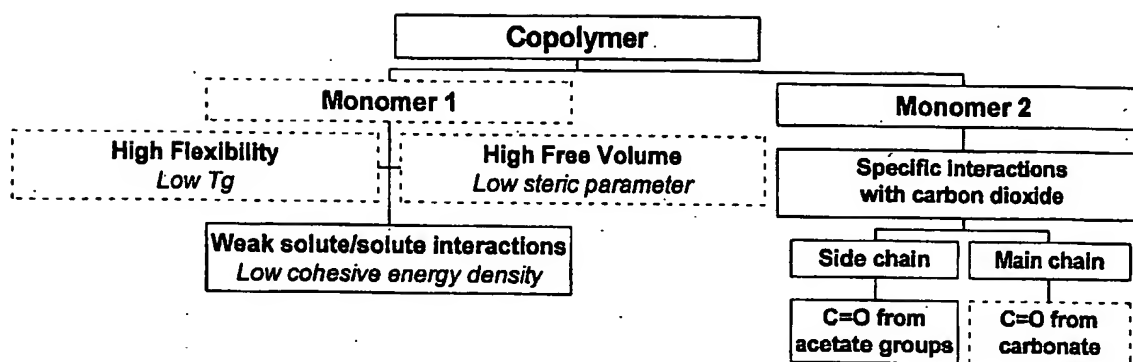 Copolymer
Monomer 1
Monomer 2
High Flexibility
Low Tg
High Free Volume
Low steric parameter
Specific interactions
with carbon dioxide
Weak solute/solute interactions
Low cohesive energy density
Side chain
Main chain
C=O from
acetate groups
C=O from
carbonate